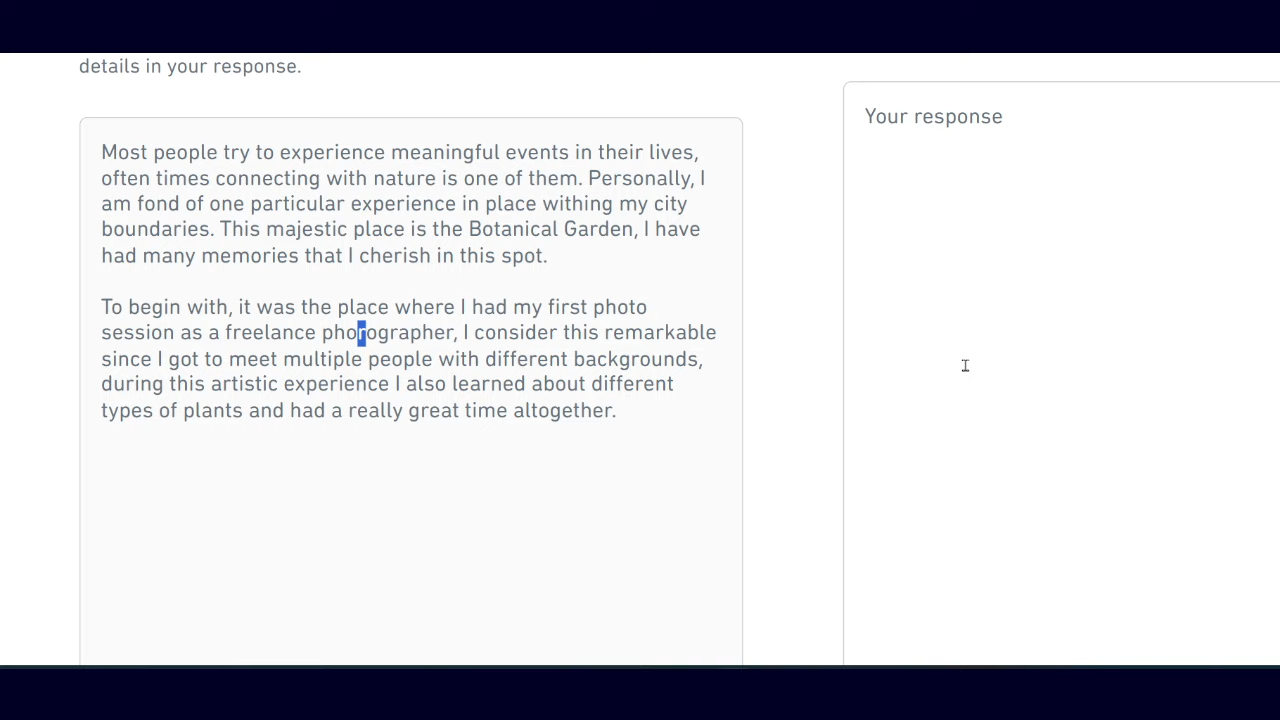 details in your response.
Most people try to experience meaningful events in their lives,
often times connecting with nature is one of them. Personally, I
am fond of one particular experience in place withing my city
boundaries. This majestic place is the Botanical Garden, I have
had many memories that I cherish in this spot.
To begin with, it was the place where I had my first photo
session as a freelance phorographer, I consider this remarkable
since I got to meet multiple people with different backgrounds,
during this artistic experience I also learned about different
types of plants and had a really great time altogether.
Your response